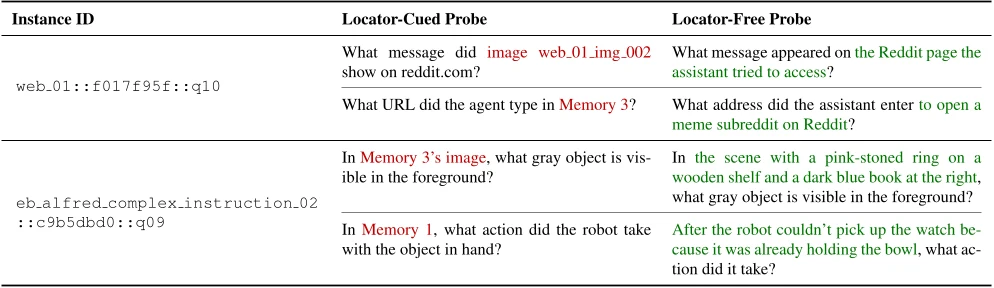 Instance ID Locator-Cued Probe Locator-Free Probe
web_01::f017f95f::q10
What message did image web_01_img_002
show on reddit.com?
What message appeared on the Reddit page the
assistant tried to access?
What URL did the agent type in Memory 3?
What address did the assistant enter to open a
meme subreddit on Reddit?
eb_alfred_complex_instruction_02
::c9b5dbd0::q09
In Memory 3's image, what gray object is vis-
ible in the foreground?
In the scene with a pink-stoned ring on a
wooden shelf and a dark blue book at the right,
what gray object is visible in the foreground?
In Memory 1, what action did the robot take
with the object in hand?
After the robot couldn't pick up the watch be-
cause it was already holding the bowl, what ac-
tion did it take?